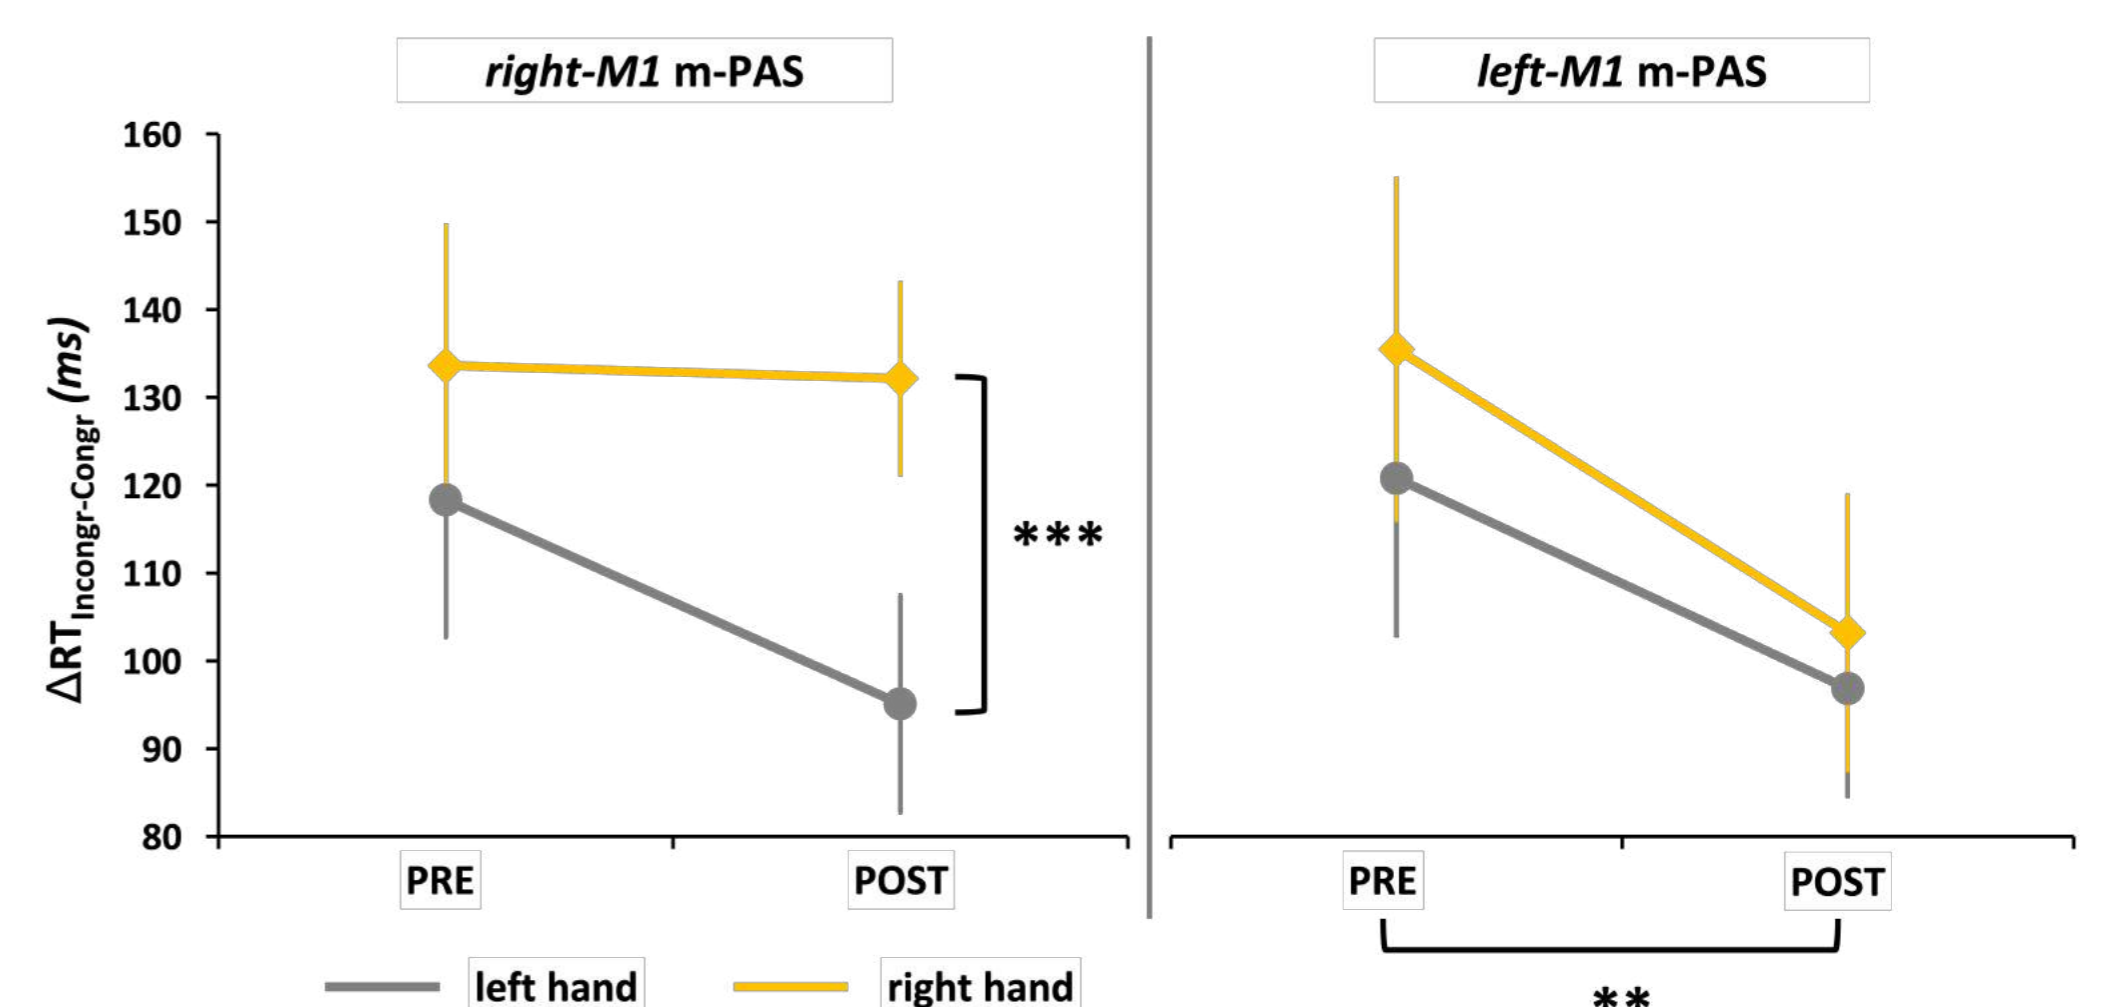 right-M1 m-PAS
left-M1 m-PAS
160
150
140
130
120
110
100
90
80
ΔRTIncongr-Congr (ms)
***
PRE
POST
PRE
POST
left hand
right hand
**